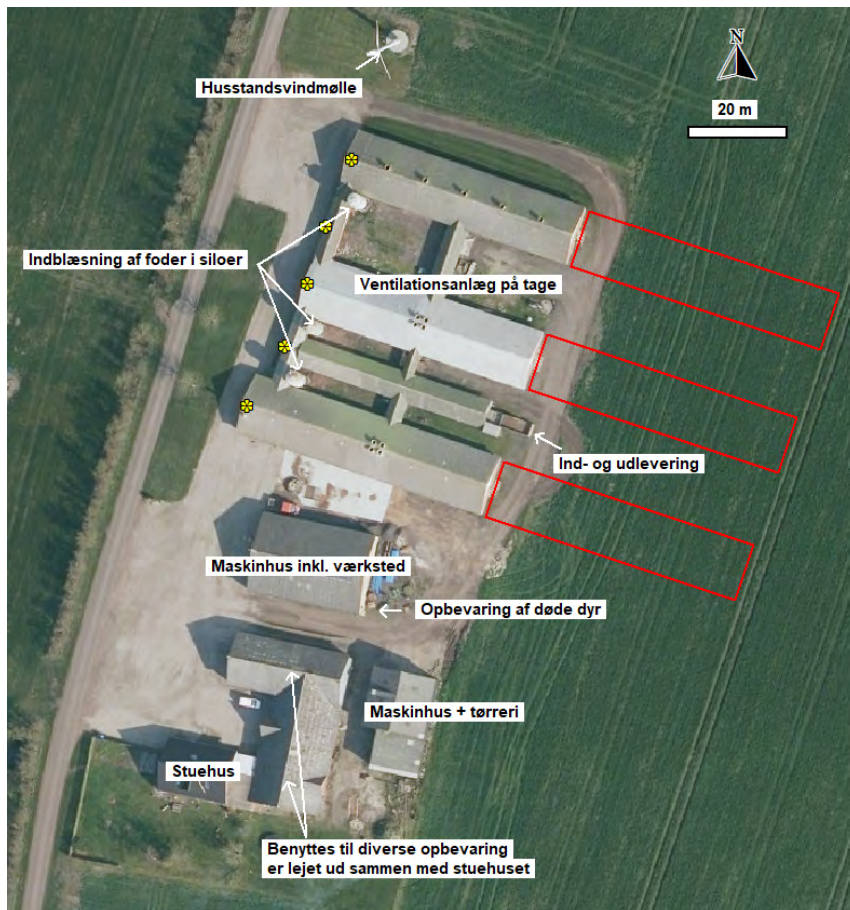 Husstandsvindmølle
N
20 m
Indblæsning af foder i siloer
Ventilationsanlæg på tage
Ind- og udlevering
Maskinhus inkl. værksted
Opbevaring af døde dyr
Maskinhus + tørreri
Stuehus
Benyttes til diverse opbevaring
er lejet ud sammen med stuehuset